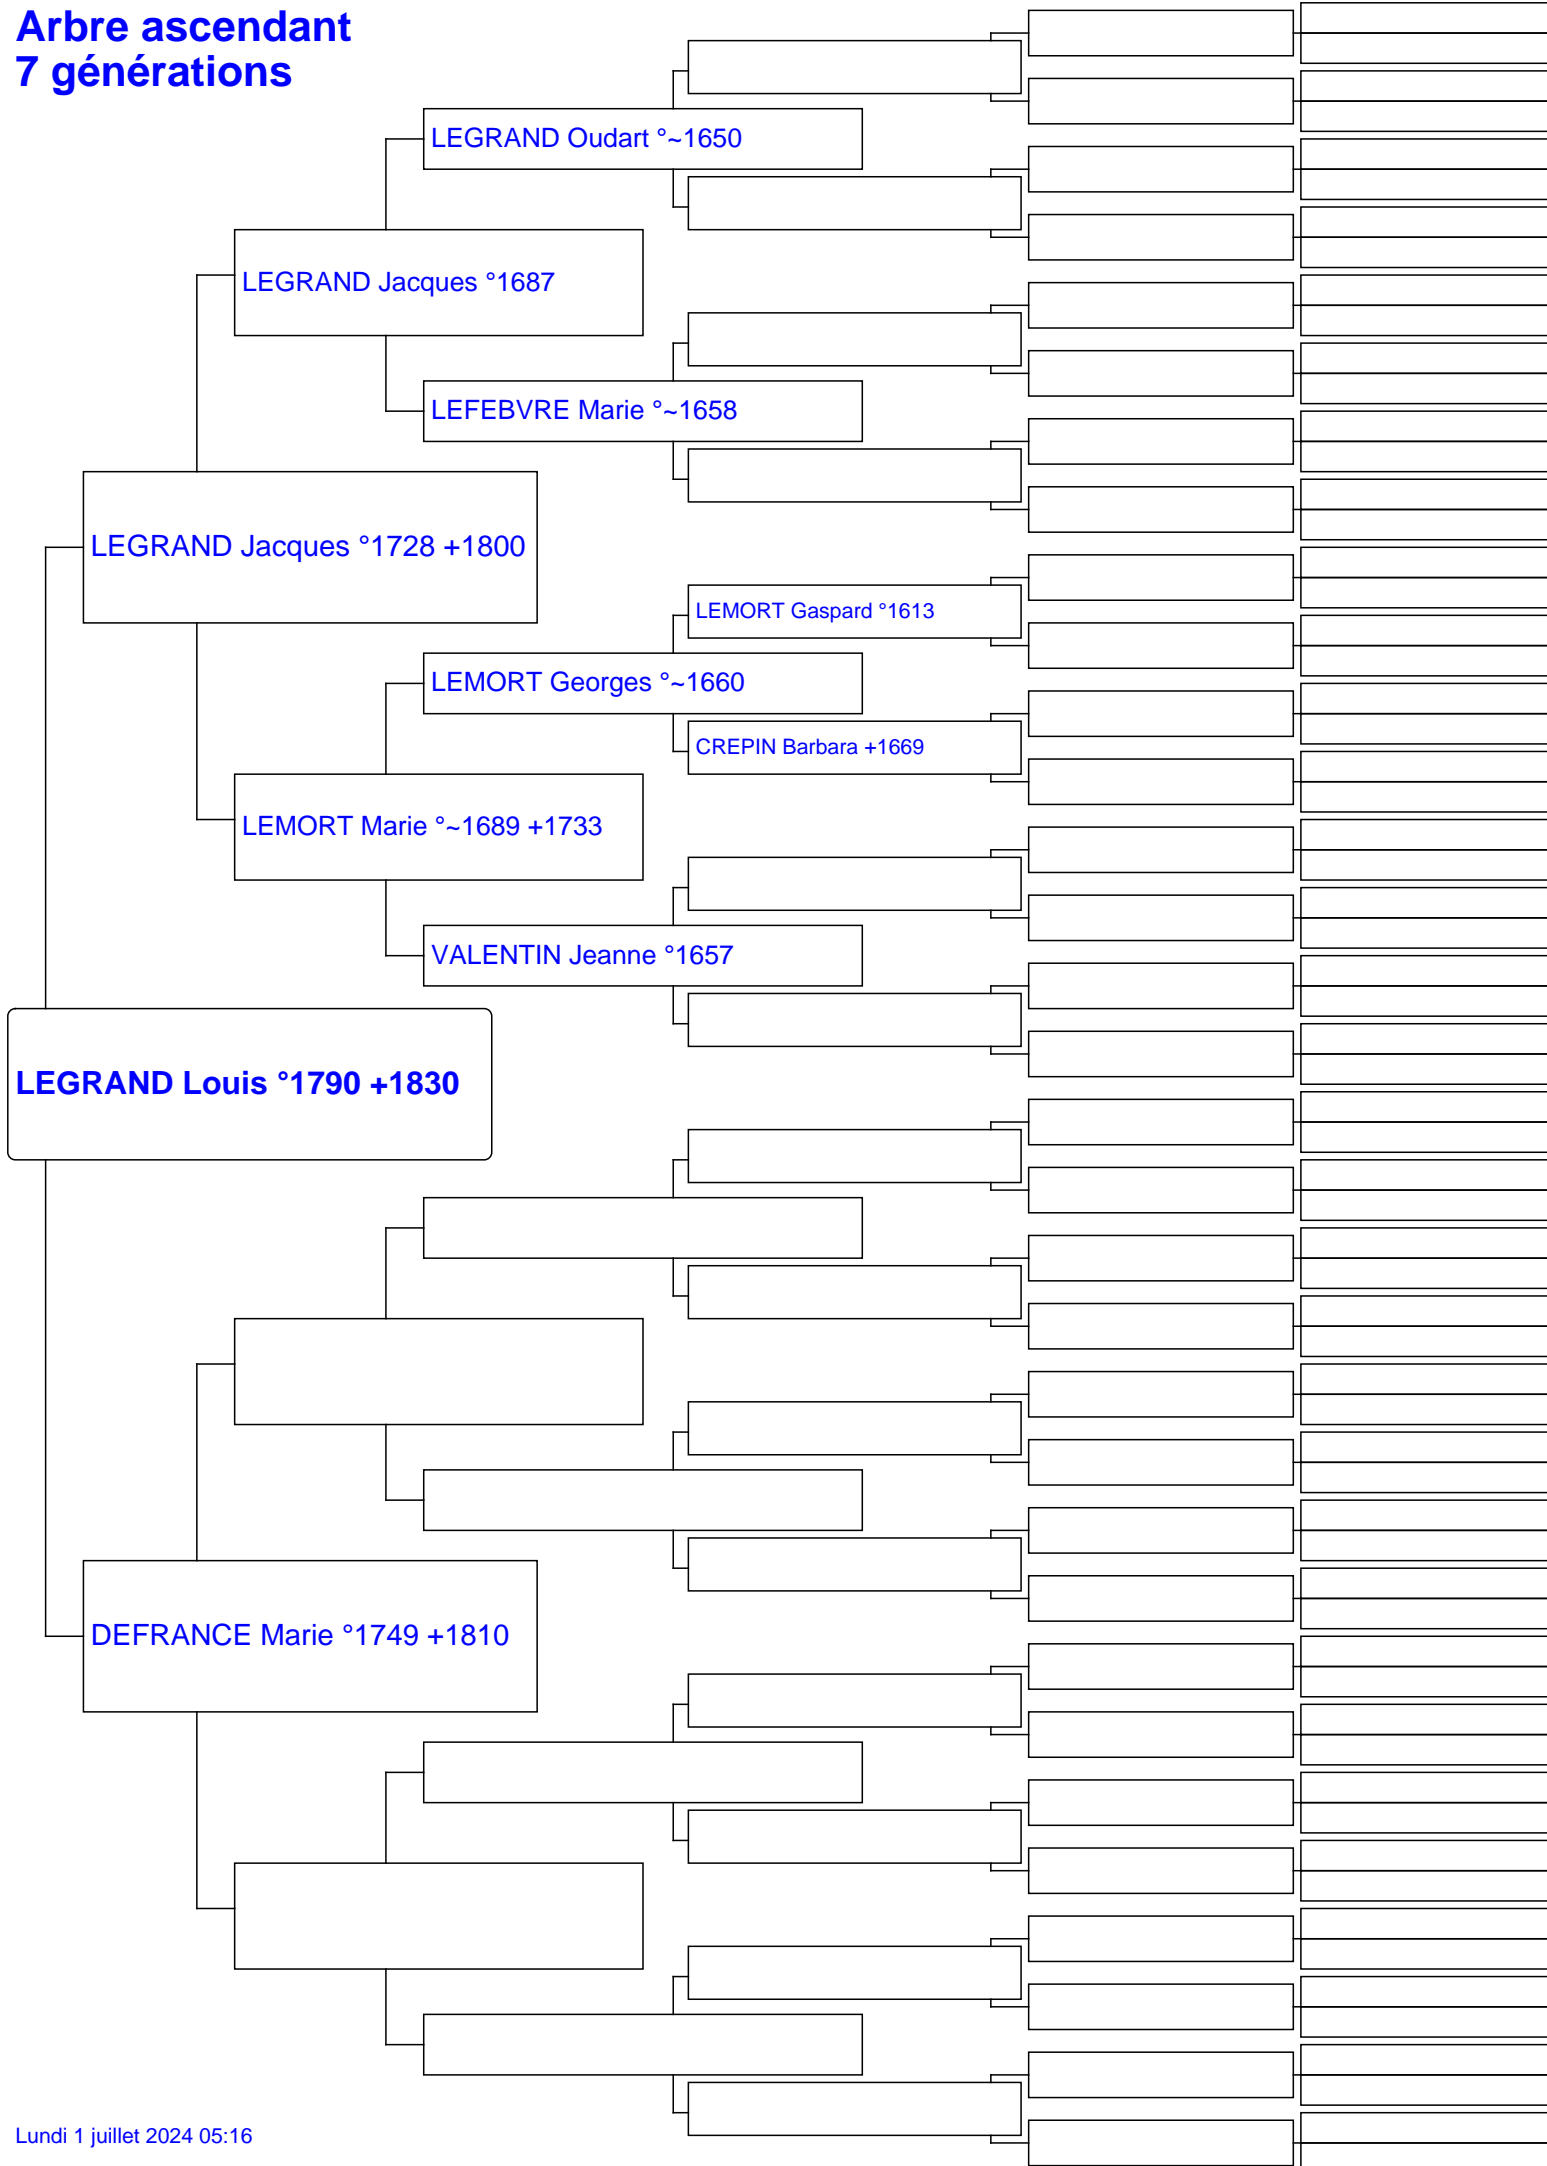 Arbre ascendant
7 générations
LEGRAND Oudart °~1650
LEGRAND Jacques °1687
LEFEBVRE Marie °~1658
LEGRAND Jacques °1728 +1800
LEMORT Gaspard °1613
LEMORT Georges °~1660
CREPIN Barbara +1669
LEMORT Marie °~1689 +1733
VALENTIN Jeanne °1657
LEGRAND Louis °1790 +1830
DEFRANCE Marie °1749 +1810
Lundi 1 juillet 2024 05:16